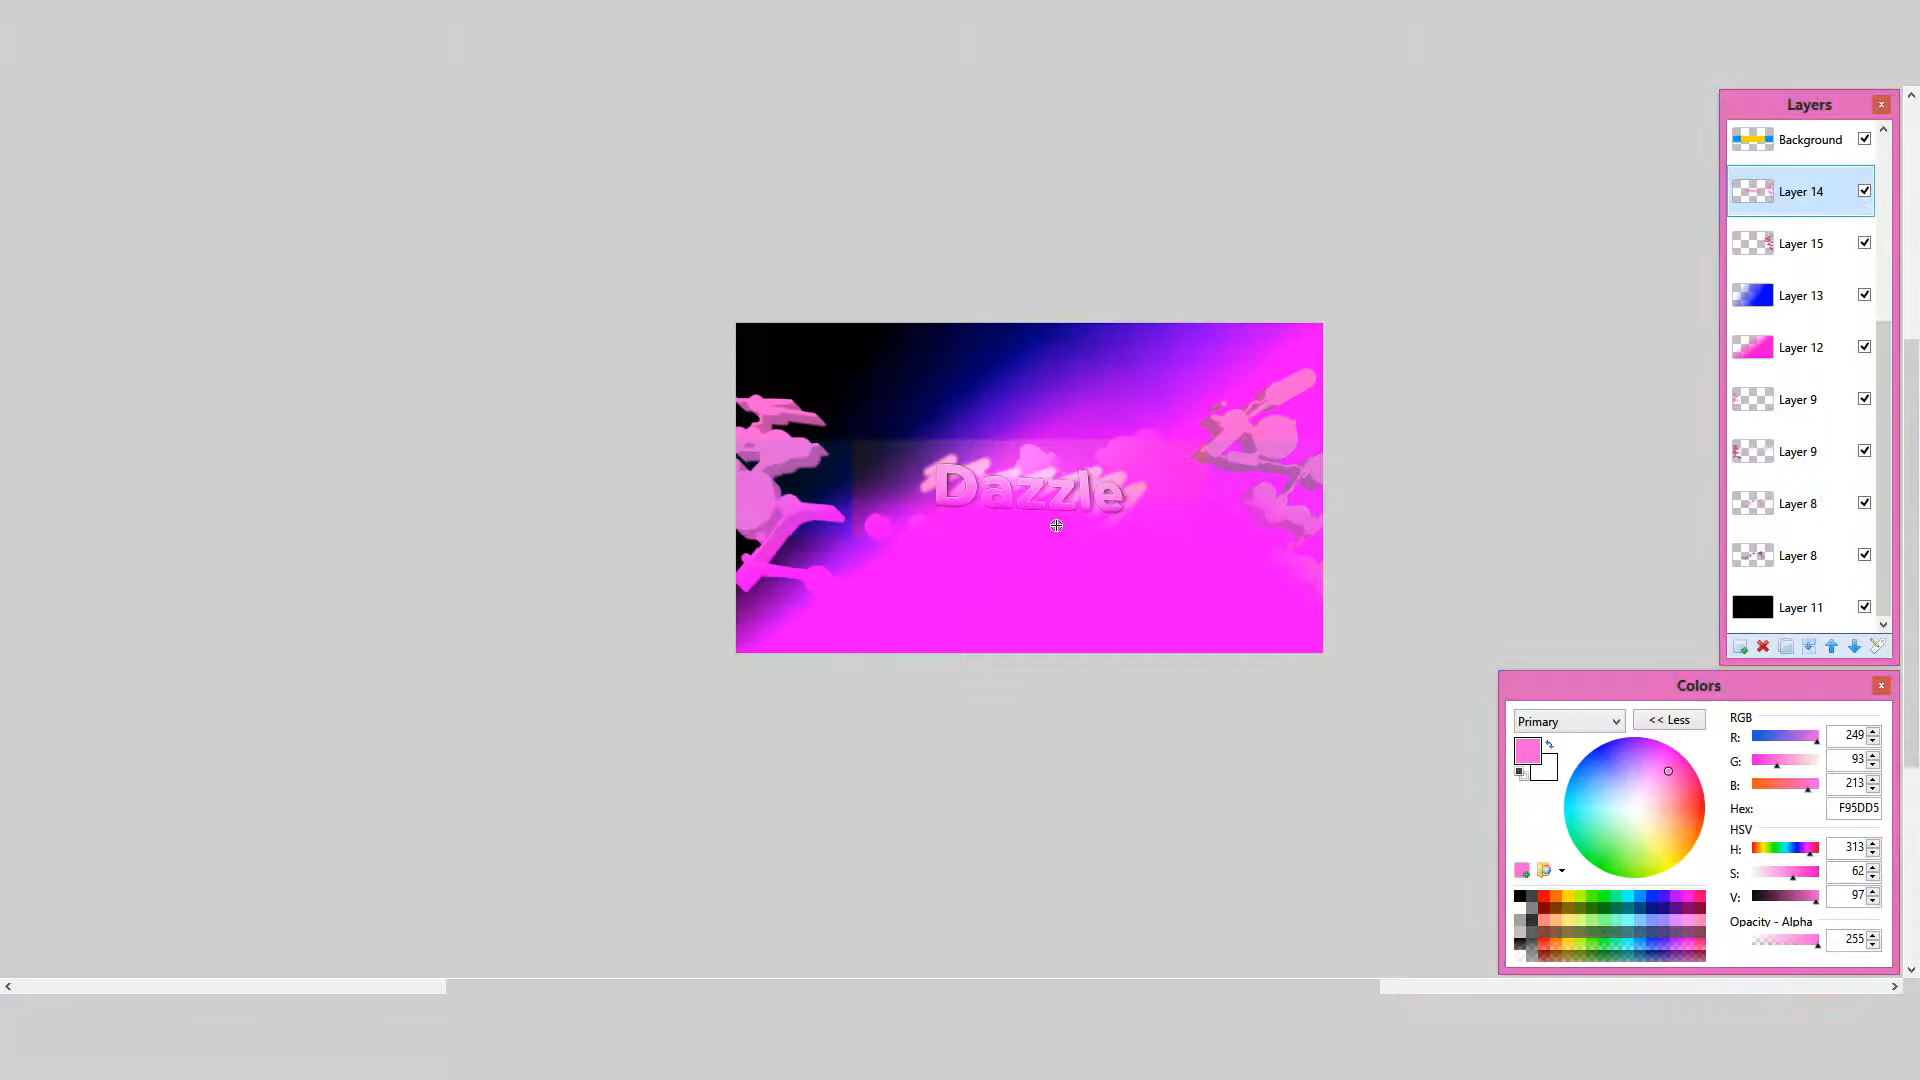 Layers
Background
Layer 14
Layer 15
Layer 13
Layer 12
Layer 9
Layer 9
Layer 8
Layer 8
Layer 11
Dazzle
Colors
Primary
<< Less
RGB
R: 249
G: 93
B: 213
Hex: F95DD5
HSV
H: 313
S: 62
V: 97
Opacity - Alpha
255